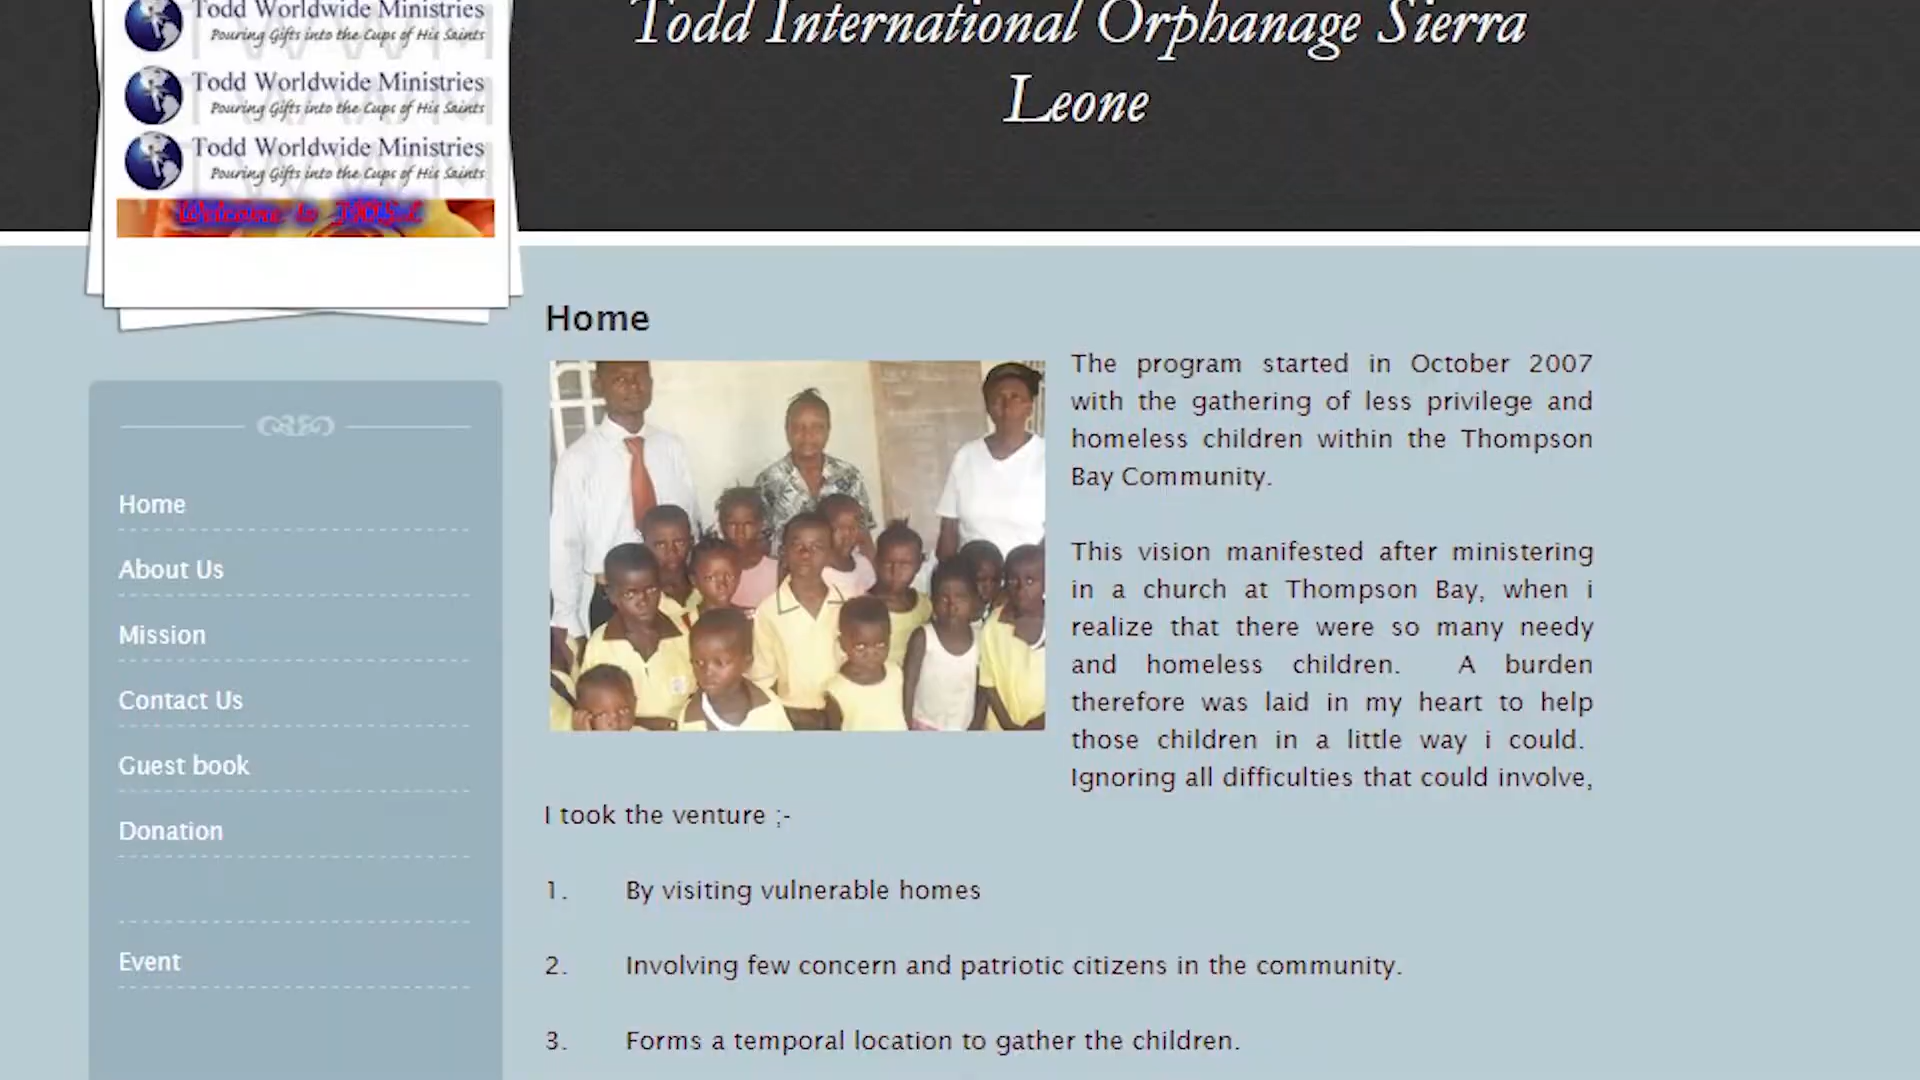 Todd Worldwide Ministries
Pouring Gifts into the Cups of His Saints
Todd Worldwide Ministries
Pouring Gifts into the Cups of His Saints
Todd Worldwide Ministries
Pouring Gifts into the Cups of His Saints
Welcome to
Todd International Orphanage Sierra
Leone
Home
About Us
Mission
Contact Us
Guest book
Donation
Event
Home
The program started in October 2007
with the gathering of less privilege and
homeless children within the Thompson
Bay Community.
This vision manifested after ministering
in a church at Thompson Bay, when i
realize that there were so many needy
and homeless children. A burden
therefore was laid in my heart to help
those children in a little way i could.
Ignoring all difficulties that could involve,
I took the venture ;-
1. By visiting vulnerable homes
2. Involving few concern and patriotic citizens in the community.
3. Forms a temporal location to gather the children.